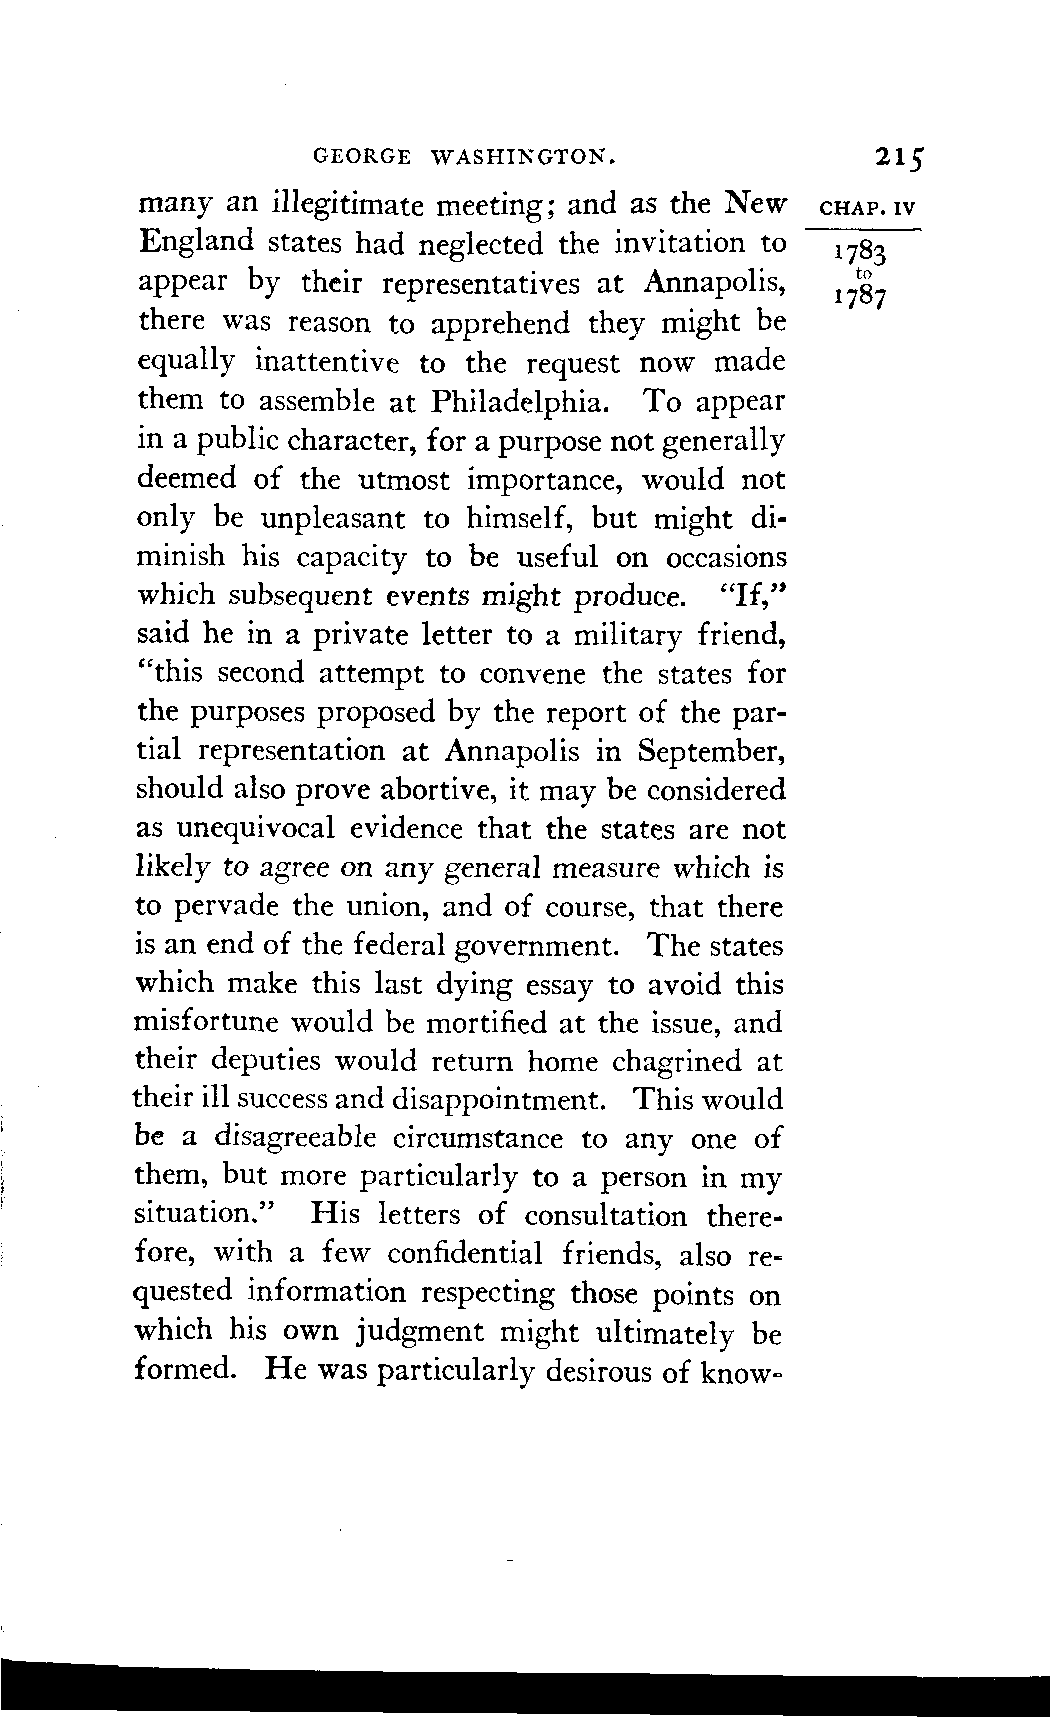 GEORGE WASHINGTON. 215
many an illegitimate meeting; and as the New
England states had neglected the invitation to
appear by their representatives at Annapolis,
there was reason to apprehend they might be
equally inattentive to the request now made
them to assemble at Philadelphia. To appear
in a public character, for a purpose not generally
deemed of the utmost importance, would not
only be unpleasant to himself, but might di-
minish his capacity to be useful on occasions
which subsequent events might produce. “If,”
said he in a private letter to a military friend,
“this second attempt to convene the states for
the purposes proposed by the report of the par-
tial representation at Annapolis in September,
should also prove abortive, it may be considered
as unequivocal evidence that the states are not
likely to agree on any general measure which is
to pervade the union, and of course, that there
is an end of the federal government. The states
which make this last dying essay to avoid this
misfortune would be mortified at the issue, and
their deputies would return home chagrined at
their ill success and disappointment. This would
be a disagreeable circumstance to any one of
them, but more particularly to a person in my
situation.” His letters of consultation there-
fore, with a few confidential friends, also re-
quested information respecting those points on
which his own judgment might ultimately be
formed. He was particularly desirous of know-
CHAP. IV
1783
to
1787